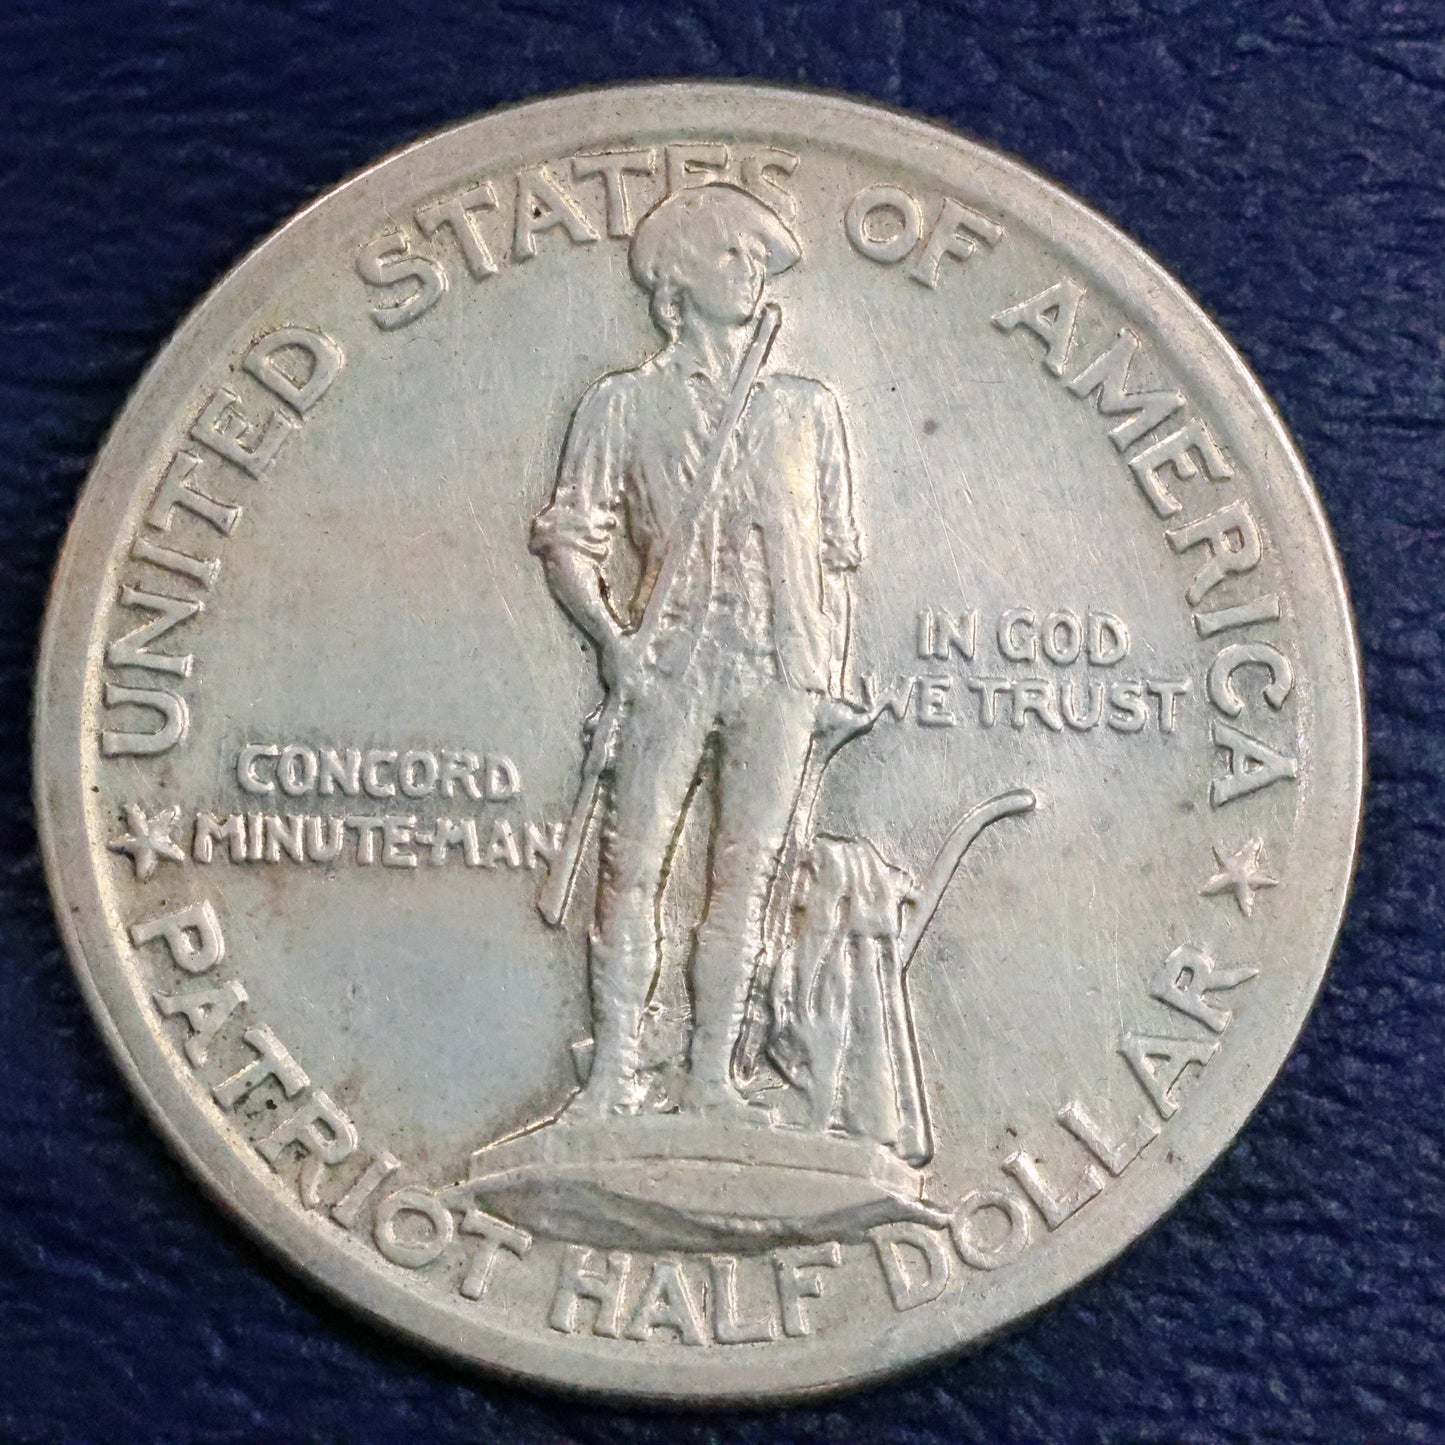 UNITED STATES OF AMERICA
IN GOD
WE TRUST
CONCORD
MINUTE-MAN
PATRIOT HALF DOLLAR